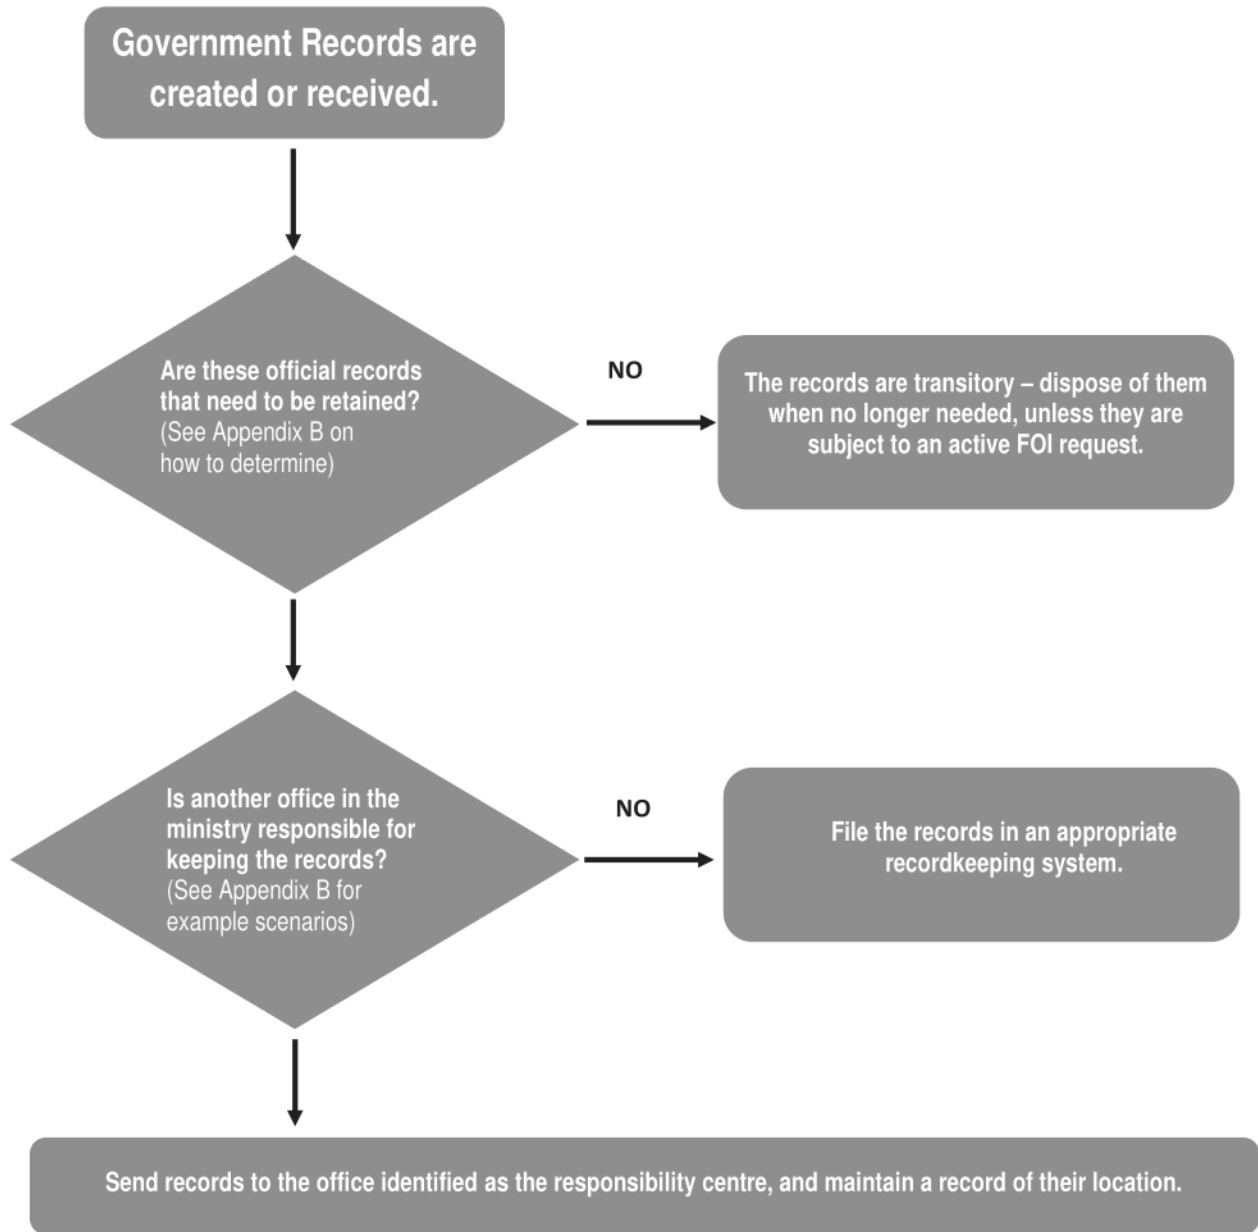 Government Records are
created or received.
Are these official records
that need to be retained?
(See Appendix B on
how to determine)
NO
The records are transitory – dispose of them
when no longer needed, unless they are
subject to an active FOI request.
Is another office in the
ministry responsible for
keeping the records?
(See Appendix B for
example scenarios)
NO
File the records in an appropriate
recordkeeping system.
Send records to the office identified as the responsibility centre, and maintain a record of their location.